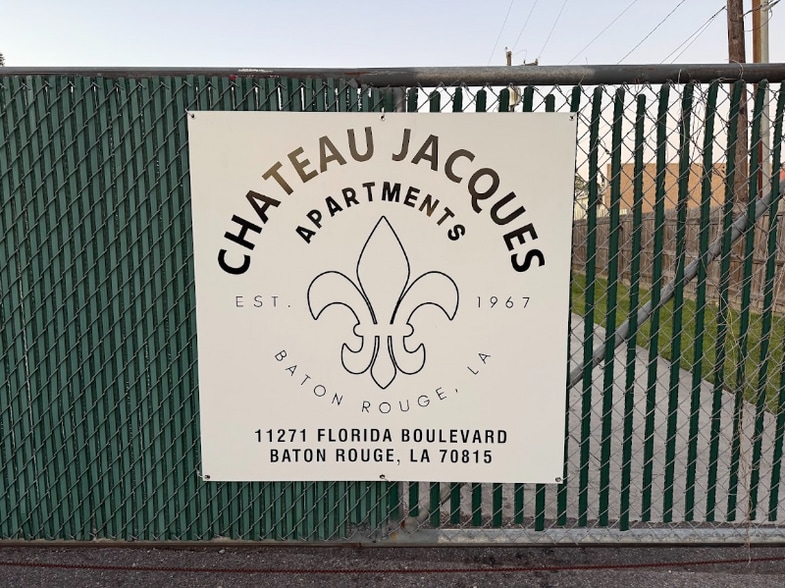 CHATEAU JACQUES
APARTMENTS
EST. 1967
BATON ROUGE, LA
11271 FLORIDA BOULEVARD
BATON ROUGE, LA 70815